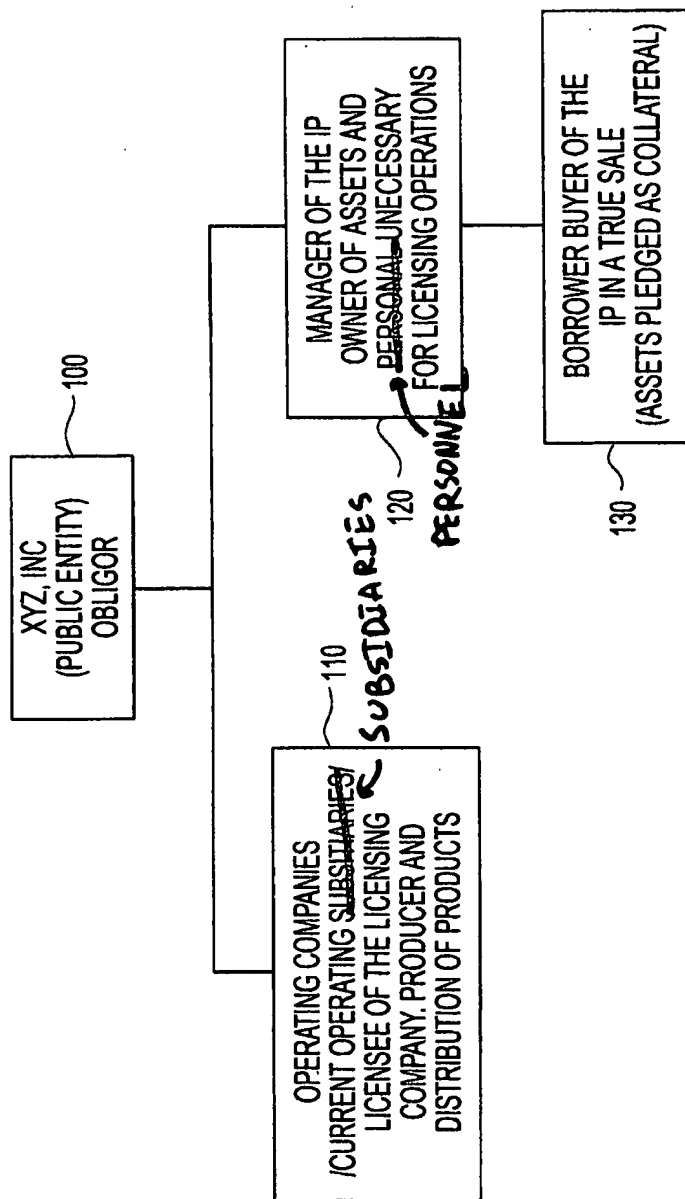 XYZ, INC
(PUBLIC ENTITY)
OBLIGOR
100
OPERATING COMPANIES
/CURRENT OPERATING SUBSITIARIES/
LICENSEE OF THE LICENSING
COMPANY. PRODUCER AND
DISTRIBUTION OF PRODUCTS
110
SUBSIDIARIES
MANAGER OF THE IP
OWNER OF ASSETS AND
PERSONAL UNECESSARY
FOR LICENSING OPERATIONS
120
PERSONNEL
BORROWER BUYER OF THE
IP IN A TRUE SALE
(ASSETS PLEDGED AS COLLATERAL)
130